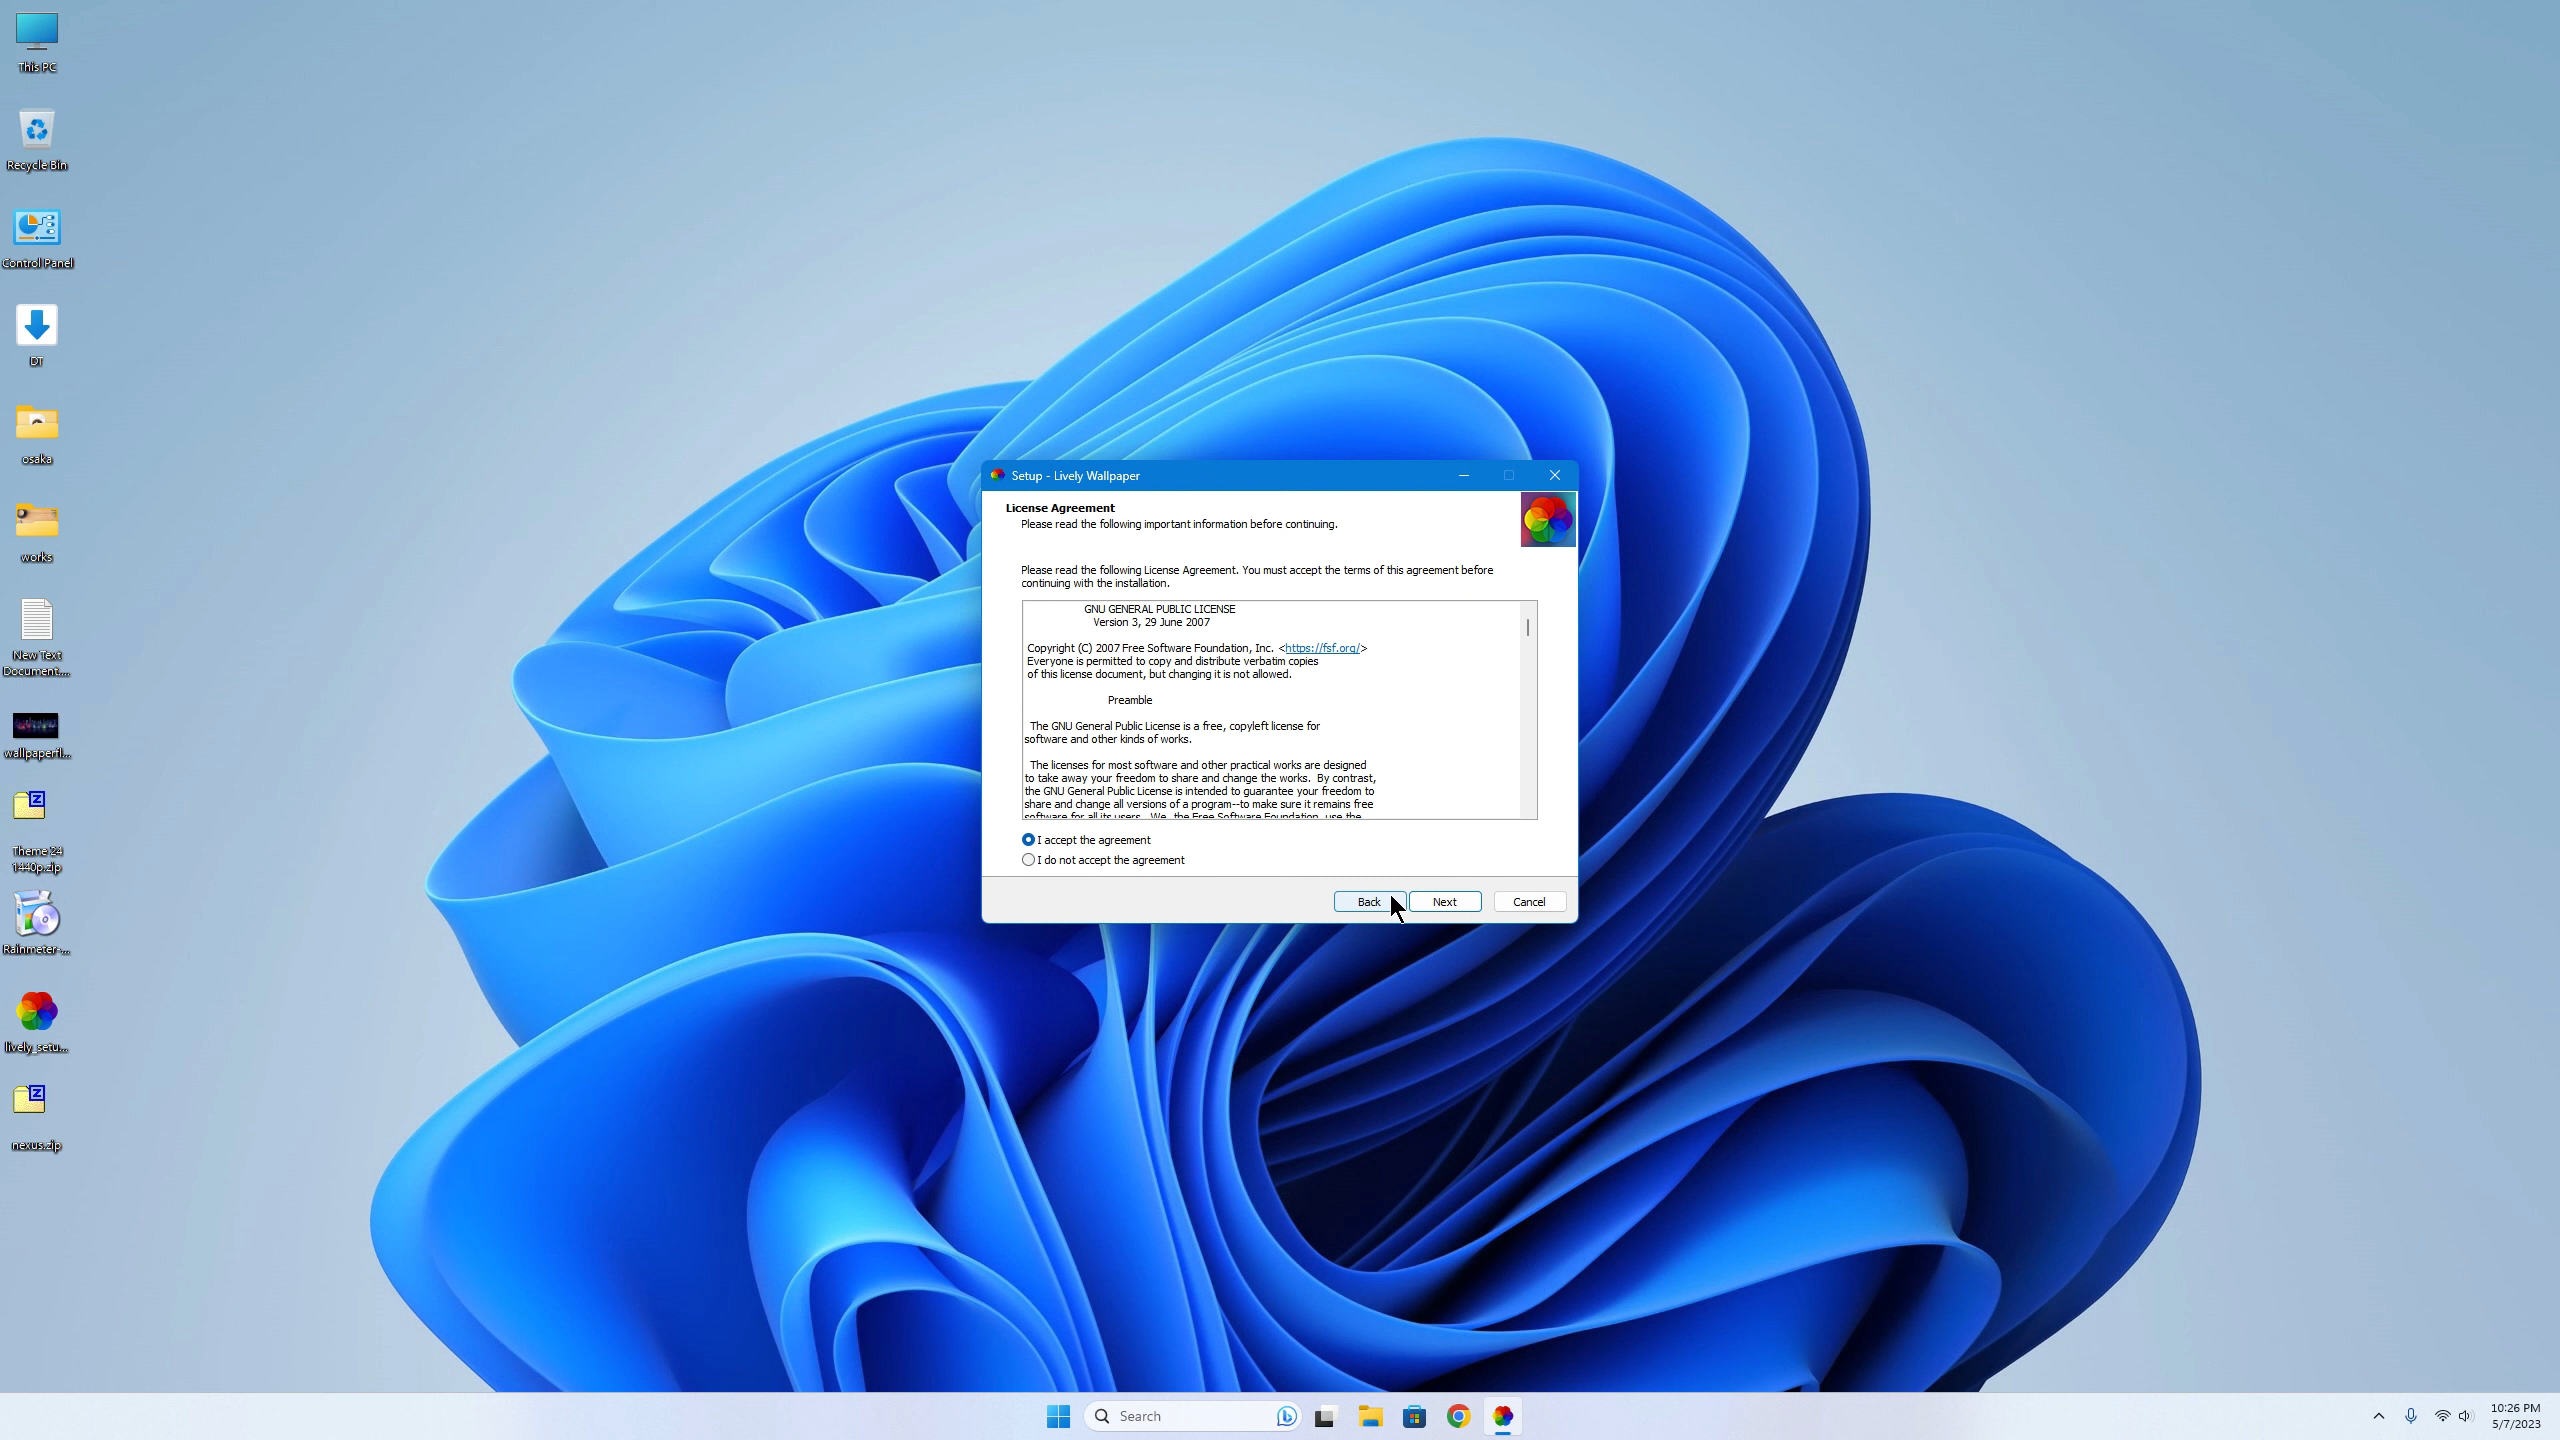 This PC
Recycle Bin
Control Panel
DT
osaka
works
New Text
Document....
wallpaperfl...
Theme 24
1440p.zip
Rainmeter-...
lively_setu...
nexus.zip
Setup - Lively Wallpaper
License Agreement
Please read the following important information before continuing.
Please read the following License Agreement. You must accept the terms of this agreement before
continuing with the installation.
GNU GENERAL PUBLIC LICENSE
Version 3, 29 June 2007
Copyright (C) 2007 Free Software Foundation, Inc. <https://fsf.org/>
Everyone is permitted to copy and distribute verbatim copies
of this license document, but changing it is not allowed.
Preamble
The GNU General Public License is a free, copyleft license for
software and other kinds of works.
The licenses for most software and other practical works are designed
to take away your freedom to share and change the works.  By contrast,
the GNU General Public License is intended to guarantee your freedom to
share and change all versions of a program--to make sure it remains free
software for all its users.  We, the Free Software Foundation, use the
I accept the agreement
I do not accept the agreement
Back
Next
Cancel
Search
10:26 PM
5/7/2023